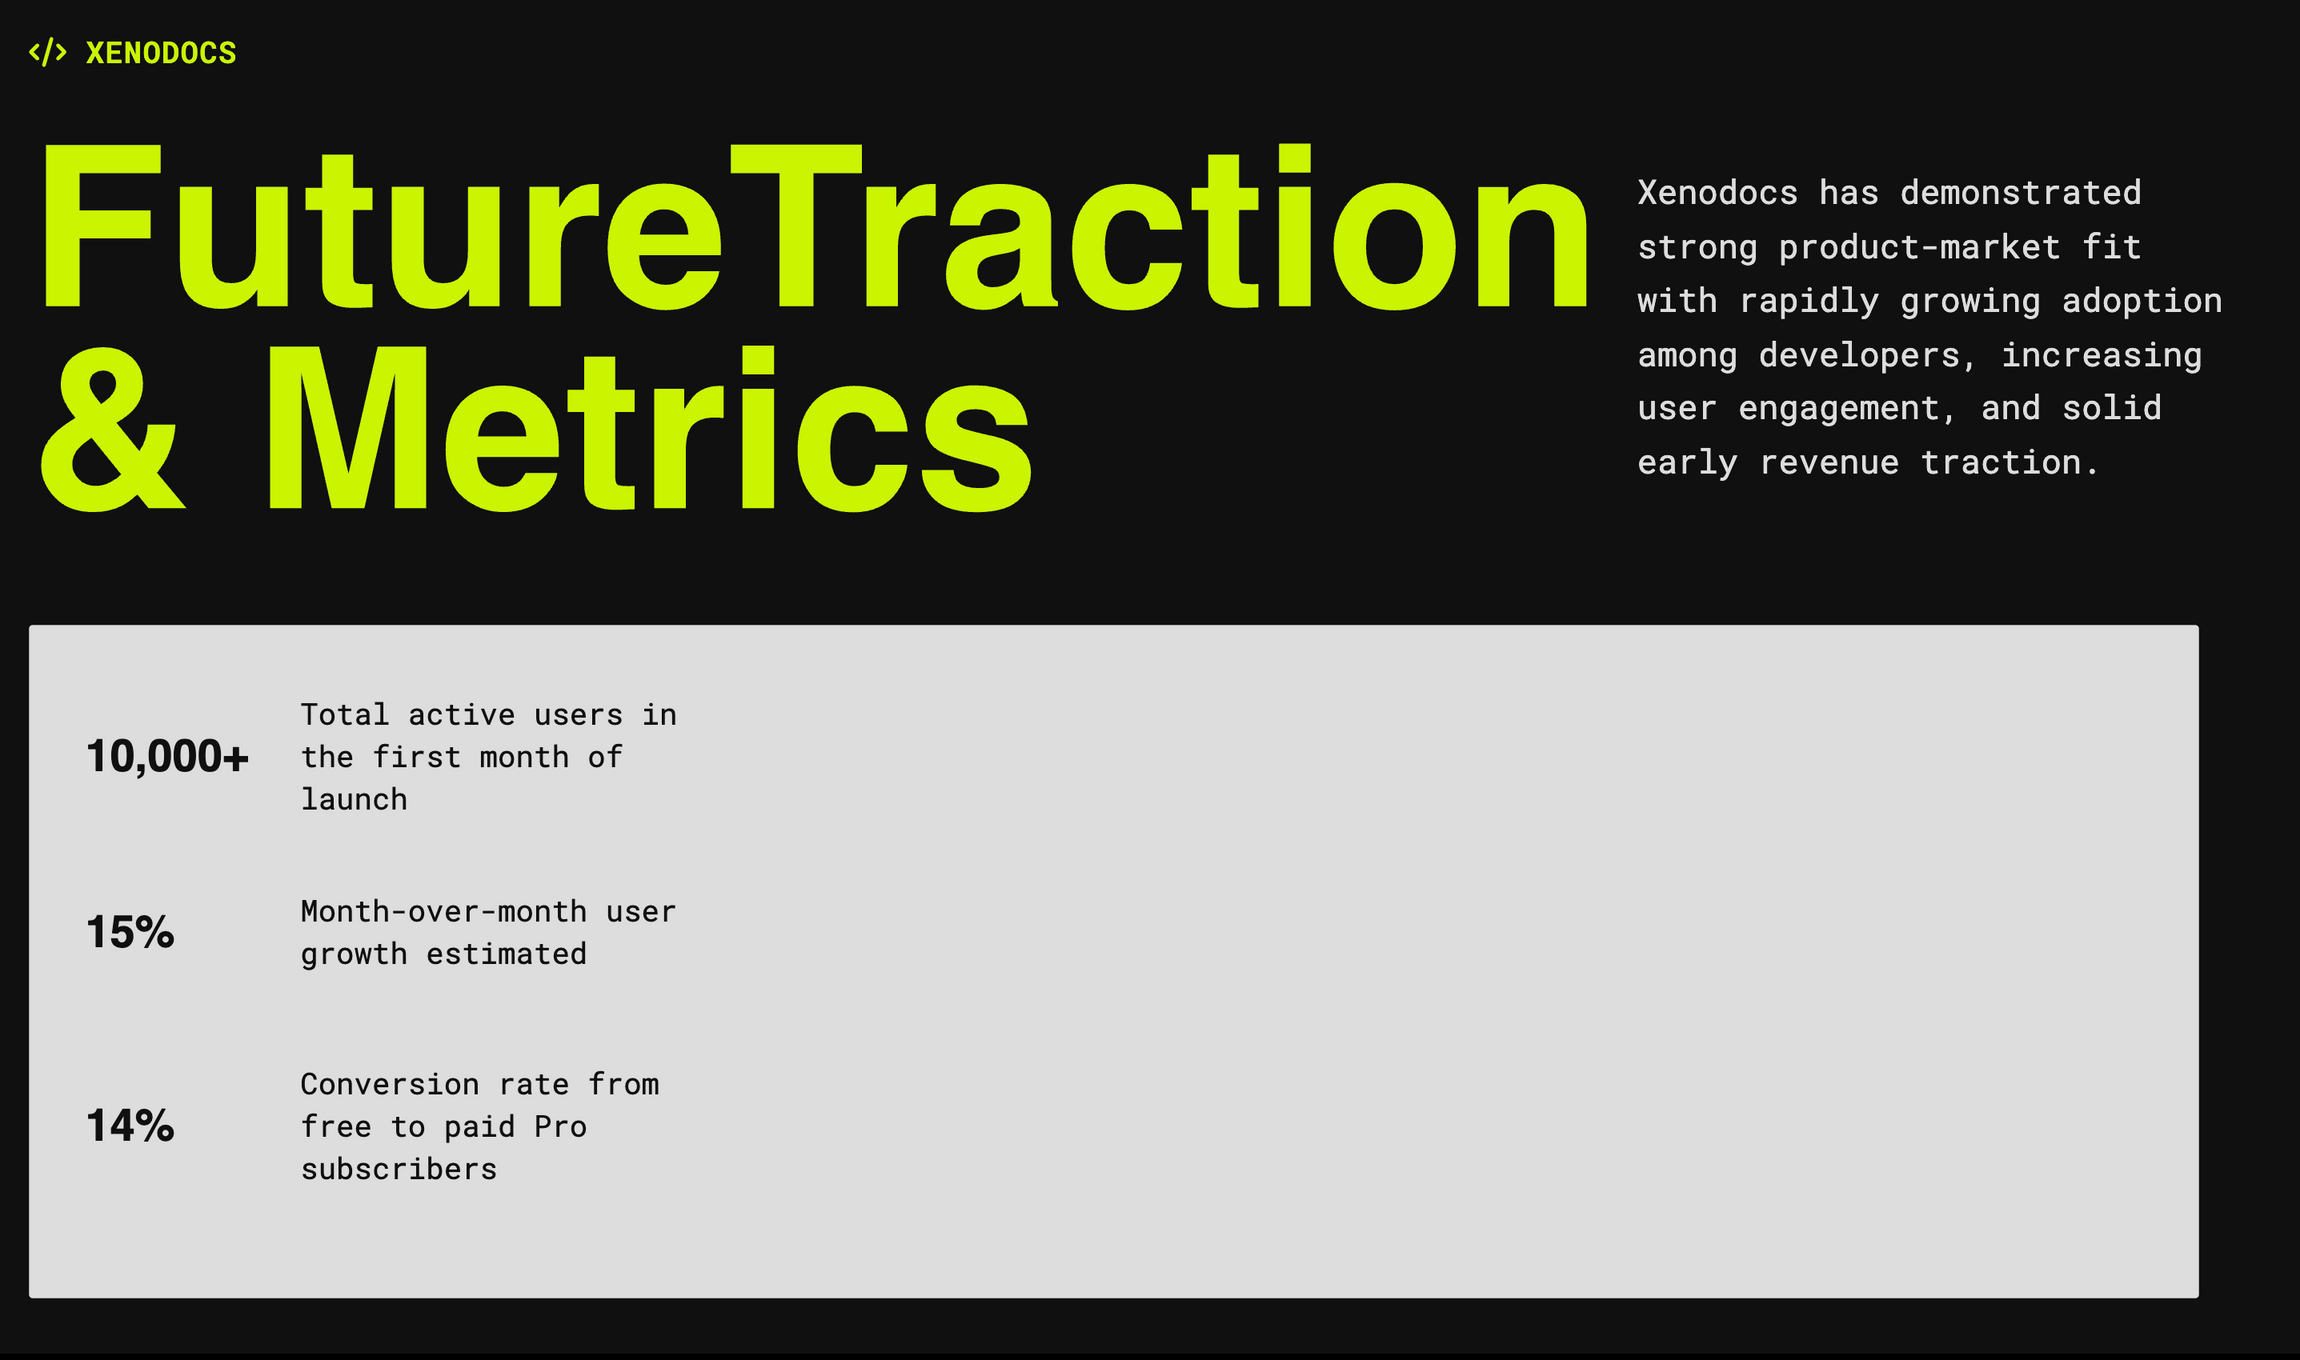 </> XENODOCS
FutureTraction
& Metrics
Xenodocs has demonstrated
strong product-market fit
with rapidly growing adoption
among developers, increasing
user engagement, and solid
early revenue traction.
10,000+
Total active users in
the first month of
launch
15%
Month-over-month user
growth estimated
14%
Conversion rate from
free to paid Pro
subscribers